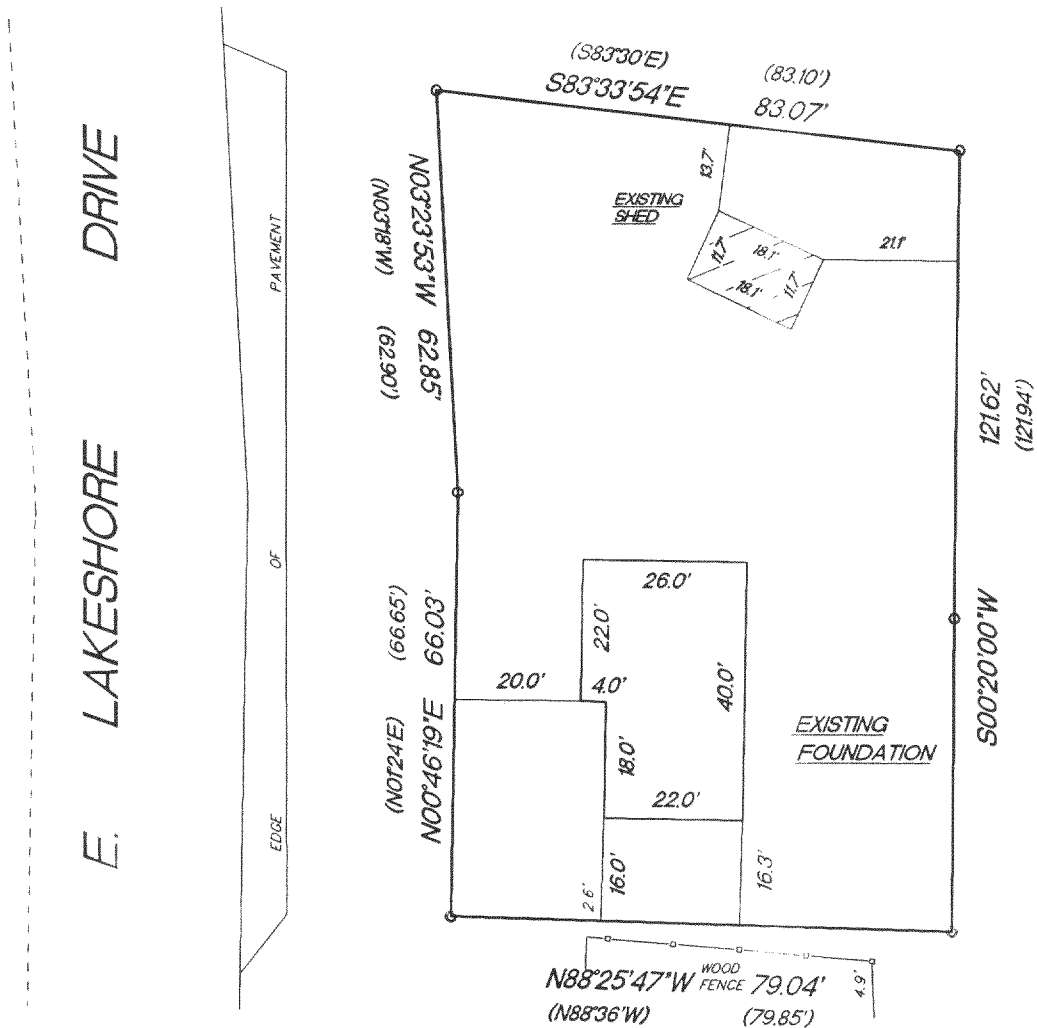 (S83°30'E)
S83°33'54"E
(83.10')
83.07'
E. LAKESHORE DRIVE
EDGE OF PAVEMENT
N03°23'53"W 62.85'
(N03°18'W) (62.90')
13.7'
EXISTING
SHED
11.7'
18.1'
18.1'
11.7'
21.1'
121.62'
(121.94')
S00°20'00"W
N00°46'19"E 66.03'
(N01°24'E) (66.65')
26.0'
22.0'
20.0'
4.0'
40.0'
18.0'
22.0'
EXISTING
FOUNDATION
2.6'
16.0'
16.3'
N88°25'47"W
WOOD
FENCE
79.04'
4.9'
(N88°36'W)
(79.85')